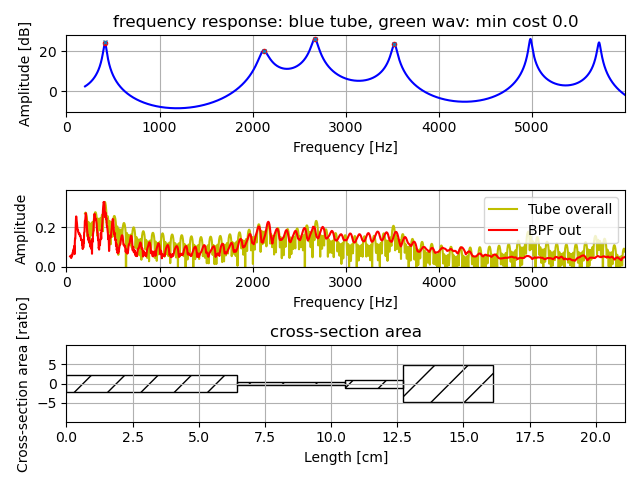 frequency response: blue tube, green wav: min cost 0.0
Amplitude [dB]
20
0
0 1000 2000 3000 4000 5000
Frequency [Hz]
Amplitude
0.2
0.0
Tube overall
BPF out
0 1000 2000 3000 4000 5000
Frequency [Hz]
cross-section area
Cross-section area [ratio]
5
0
−5
0.0 2.5 5.0 7.5 10.0 12.5 15.0 17.5 20.0
Length [cm]